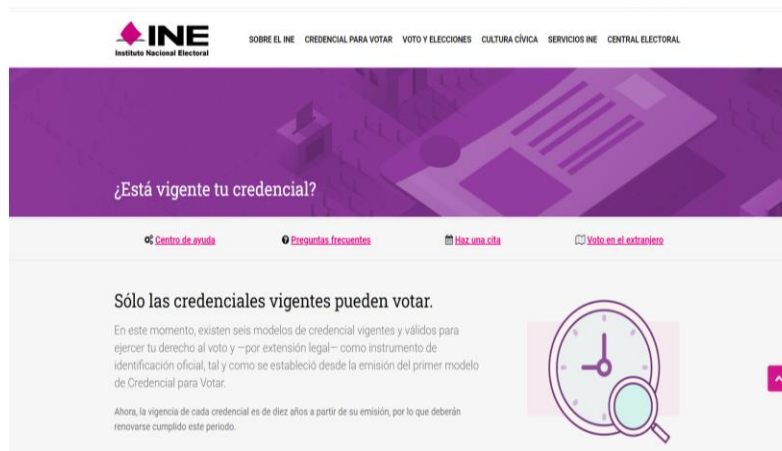 INE
Instituto Nacional Electoral
SOBRE EL INE CREDENCIAL PARA VOTAR VOTO Y ELECCIONES CULTURA CÍVICA SERVICIOS INE CENTRAL ELECTORAL
¿Está vigente tu credencial?
Centro de ayuda Preguntas frecuentes Haz una cita Voto en el extranjero
Sólo las credenciales vigentes pueden votar.
En este momento, existen seis modelos de credencial vigentes y válidos para
ejercer tu derecho al voto y —por extensión legal— como instrumento de
identificación oficial, tal y como se estableció desde la emisión del primer modelo
de Credencial para Votar.
Ahora, la vigencia de cada credencial es de diez años a partir de su emisión, por lo que deberán
renovarse cumplido este periodo.